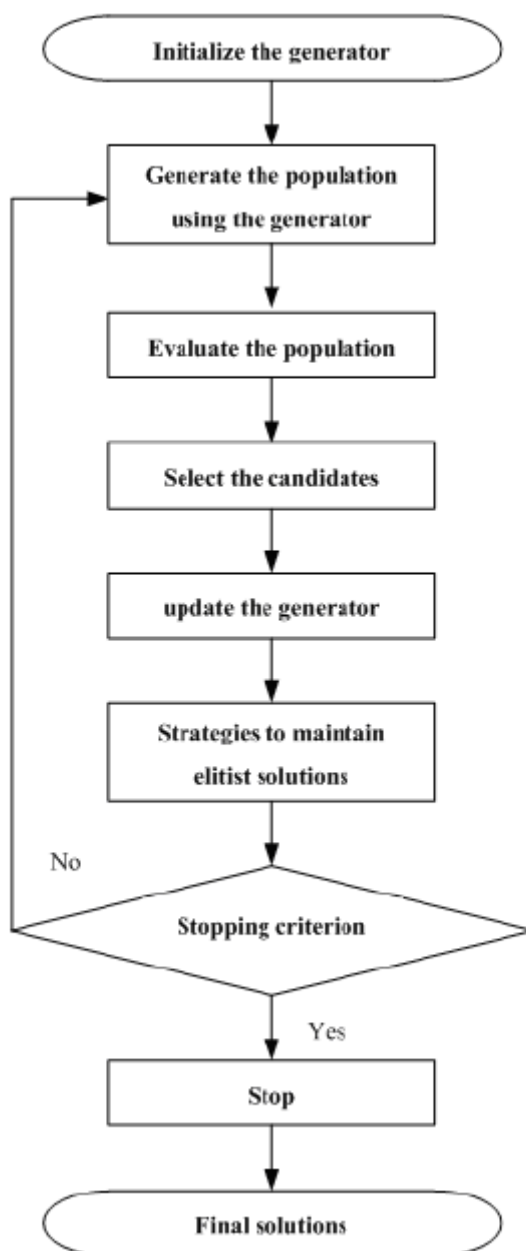 Initialize the generator
Generate the population
using the generator
Evaluate the population
Select the candidates
update the generator
Strategies to maintain
elitist solutions
No
Stopping criterion
Yes
Stop
Final solutions